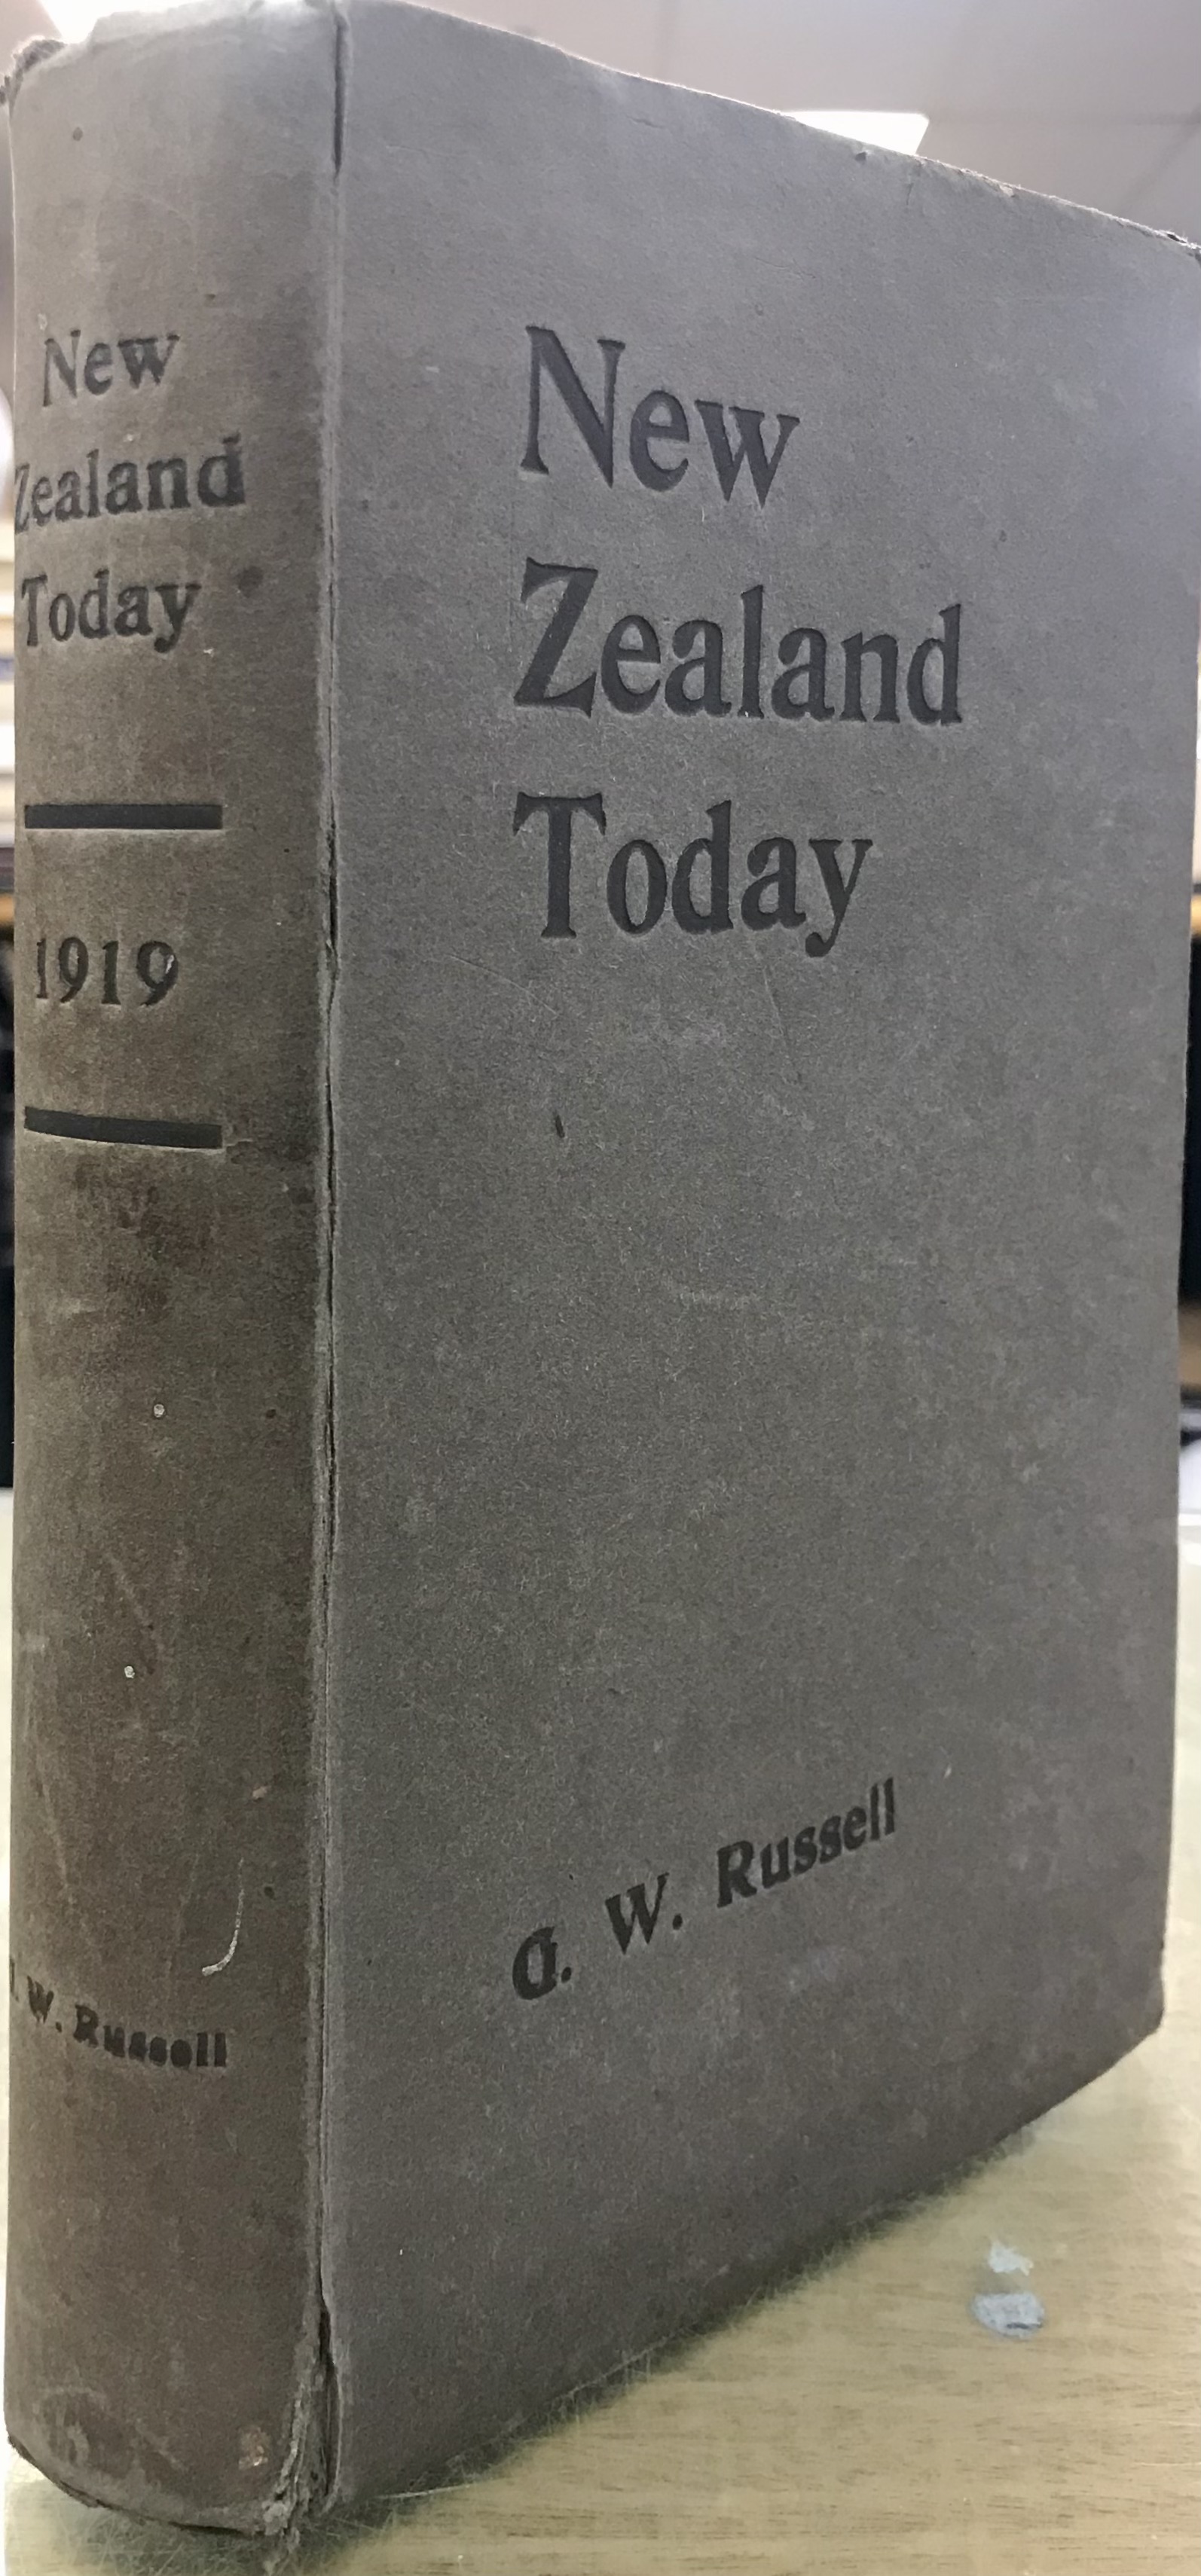 New
Zealand
Today
1919
W. Russell
New
Zealand
Today
G. W. Russell